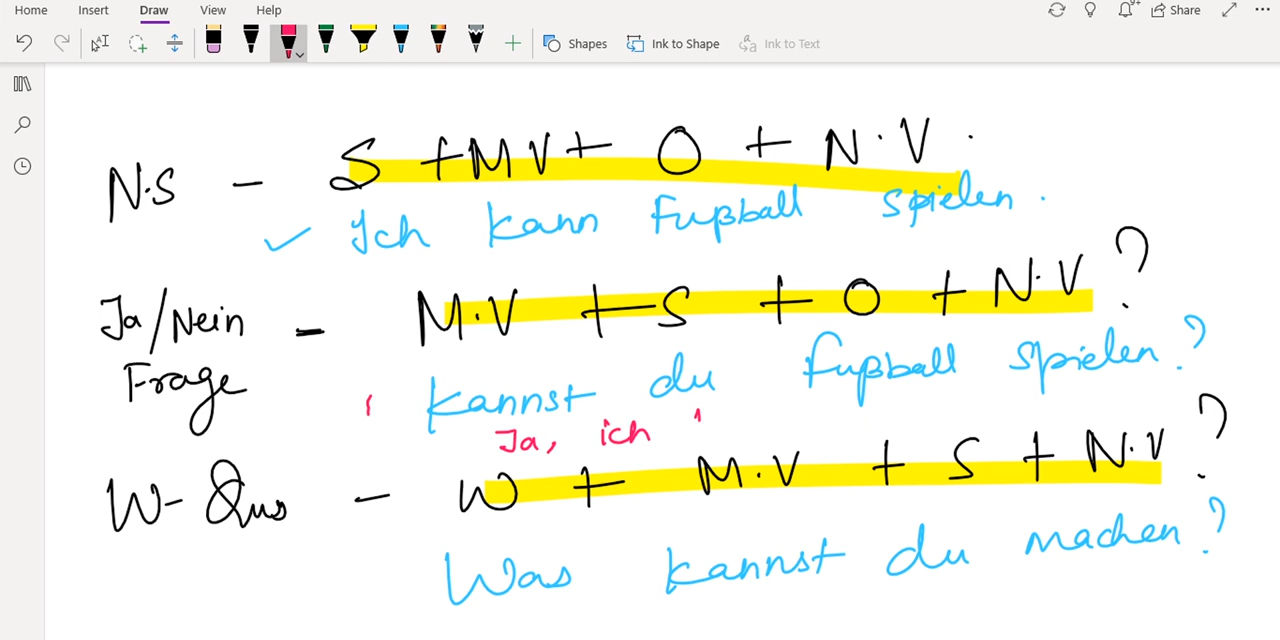 Home Insert Draw View Help
Share
Shapes Ink to Shape Ink to Text
N.S - S + MV + O + N.V.
✓ Ich kann Fußball spielen.
Ja/Nein Frage - M.V + S + O + N.V?
kannst du Fußball spielen?
Ja, ich
W- Qus - W + M.V + S + N.V?
Was kannst du machen?